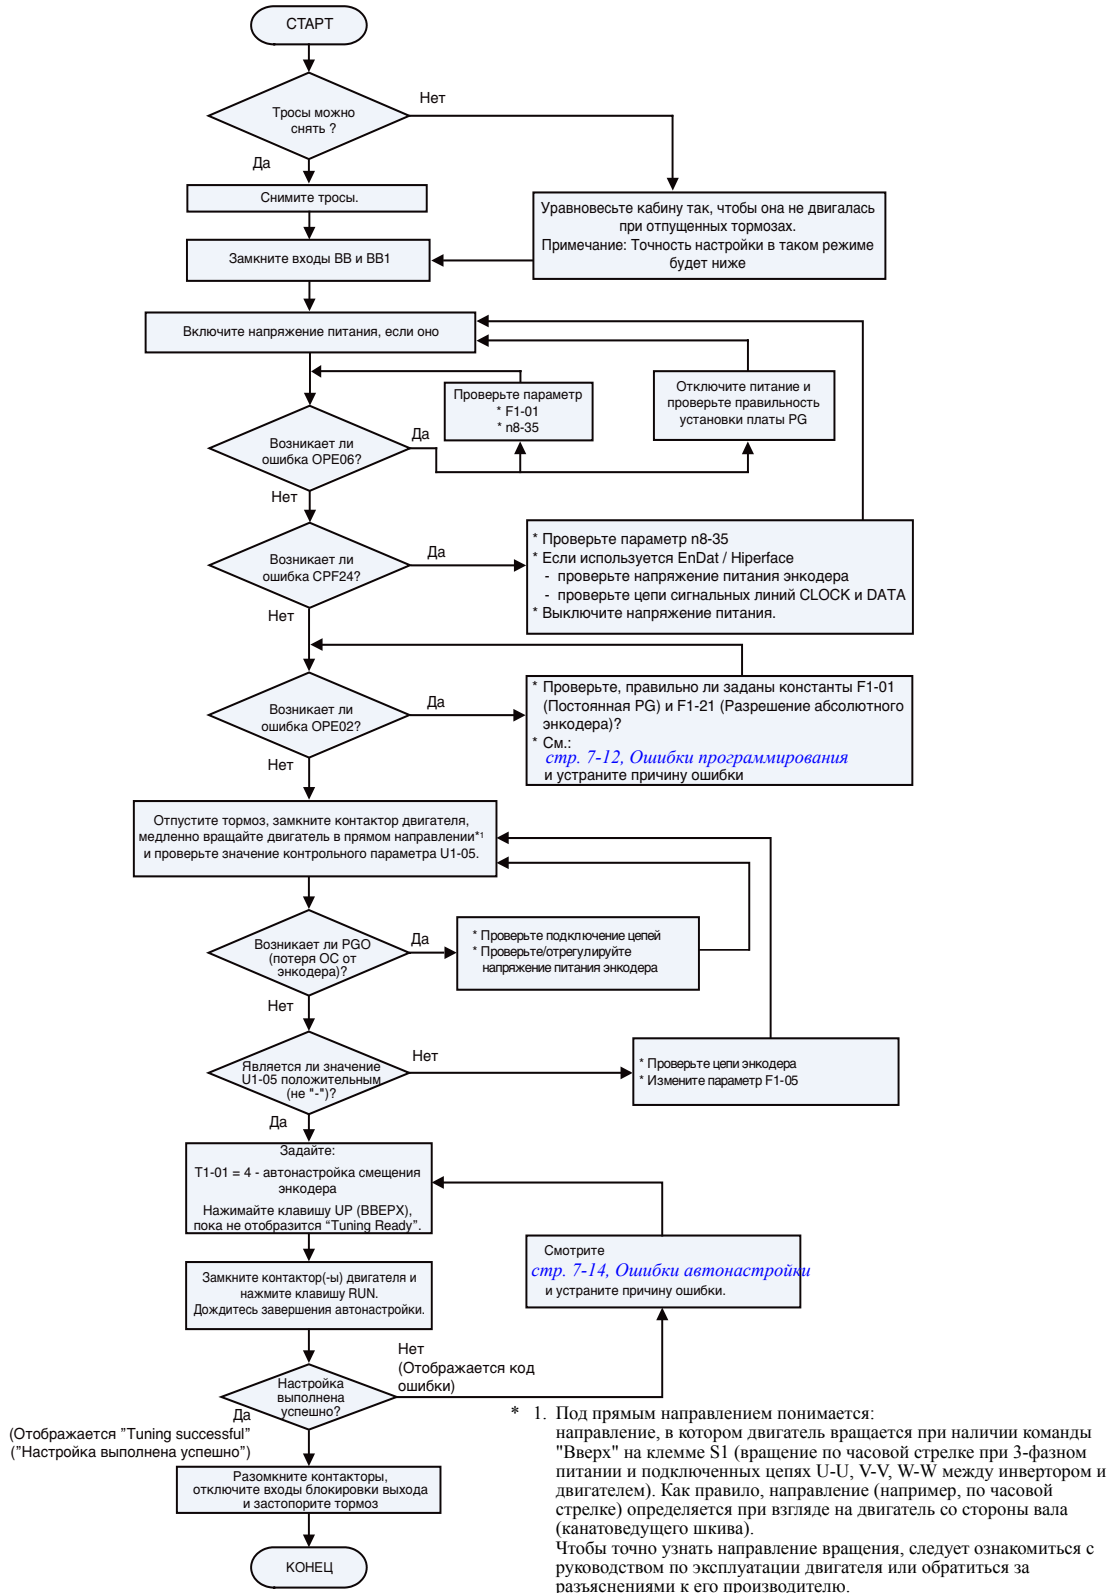 СТАРТ
Тросы можно
снять ?
Нет
Да
Снимите тросы.
Уравновесьте кабину так, чтобы она не двигалась
при отпущенных тормозах.
Примечание: Точность настройки в таком режиме
будет ниже
Замкните входы BB и BB1
Включите напряжение питания, если оно
Проверьте параметр
* F1-01
* n8-35
Отключите питание и
проверьте правильность
установки платы PG
Возникает ли
ошибка OPE06?
Да
Нет
Возникает ли
ошибка CPF24?
Да
* Проверьте параметр n8-35
* Если используется EnDat / Hiperface
- проверьте напряжение питания энкодера
- проверьте цепи сигнальных линий CLOCK и DATA
* Выключите напряжение питания.
Нет
Возникает ли
ошибка OPE02?
Да
* Проверьте, правильно ли заданы константы F1-01
(Постоянная PG) и F1-21 (Разрешение абсолютного
энкодера)?
* См.:
стр. 7-12, Ошибки программирования
и устраните причину ошибки
Нет
Отпустите тормоз, замкните контактор двигателя,
медленно вращайте двигатель в прямом направлении*1
и проверьте значение контрольного параметра U1-05.
Возникает ли PGO
(потеря ОС от
энкодера)?
Да
* Проверьте подключение цепей
* Проверьте/отрегулируйте
напряжение питания энкодера
Нет
Является ли значение
U1-05 положительным
(не "-")?
Нет
* Проверьте цепи энкодера
* Измените параметр F1-05
Да
Задайте:
T1-01 = 4 - автонастройка смещения
энкодера
Нажимайте клавишу UP (ВВЕРХ),
пока не отобразится “Tuning Ready”.
Смотрите
стр. 7-14, Ошибки автонастройки
и устраните причину ошибки.
Замкните контактор(-ы) двигателя и
нажмите клавишу RUN.
Дождитесь завершения автонастройки.
Нет
(Отображается код
ошибки)
Настройка
выполнена
успешно?
Да
(Отображается "Tuning successful"
("Настройка выполнена успешно")
Разомкните контакторы,
отключите входы блокировки выхода
и застопорите тормоз
КОНЕЦ
* 1. Под прямым направлением понимается:
направление, в котором двигатель вращается при наличии команды
"Вверх" на клемме S1 (вращение по часовой стрелке при 3-фазном
питании и подключенных цепях U-U, V-V, W-W между инвертором и
двигателем). Как правило, направление (например, по часовой
стрелке) определяется при взгляде на двигатель со стороны вала
(канатоведущего шкива).
Чтобы точно узнать направление вращения, следует ознакомиться с
руководством по эксплуатации двигателя или обратиться за
разъяснениями к его производителю.